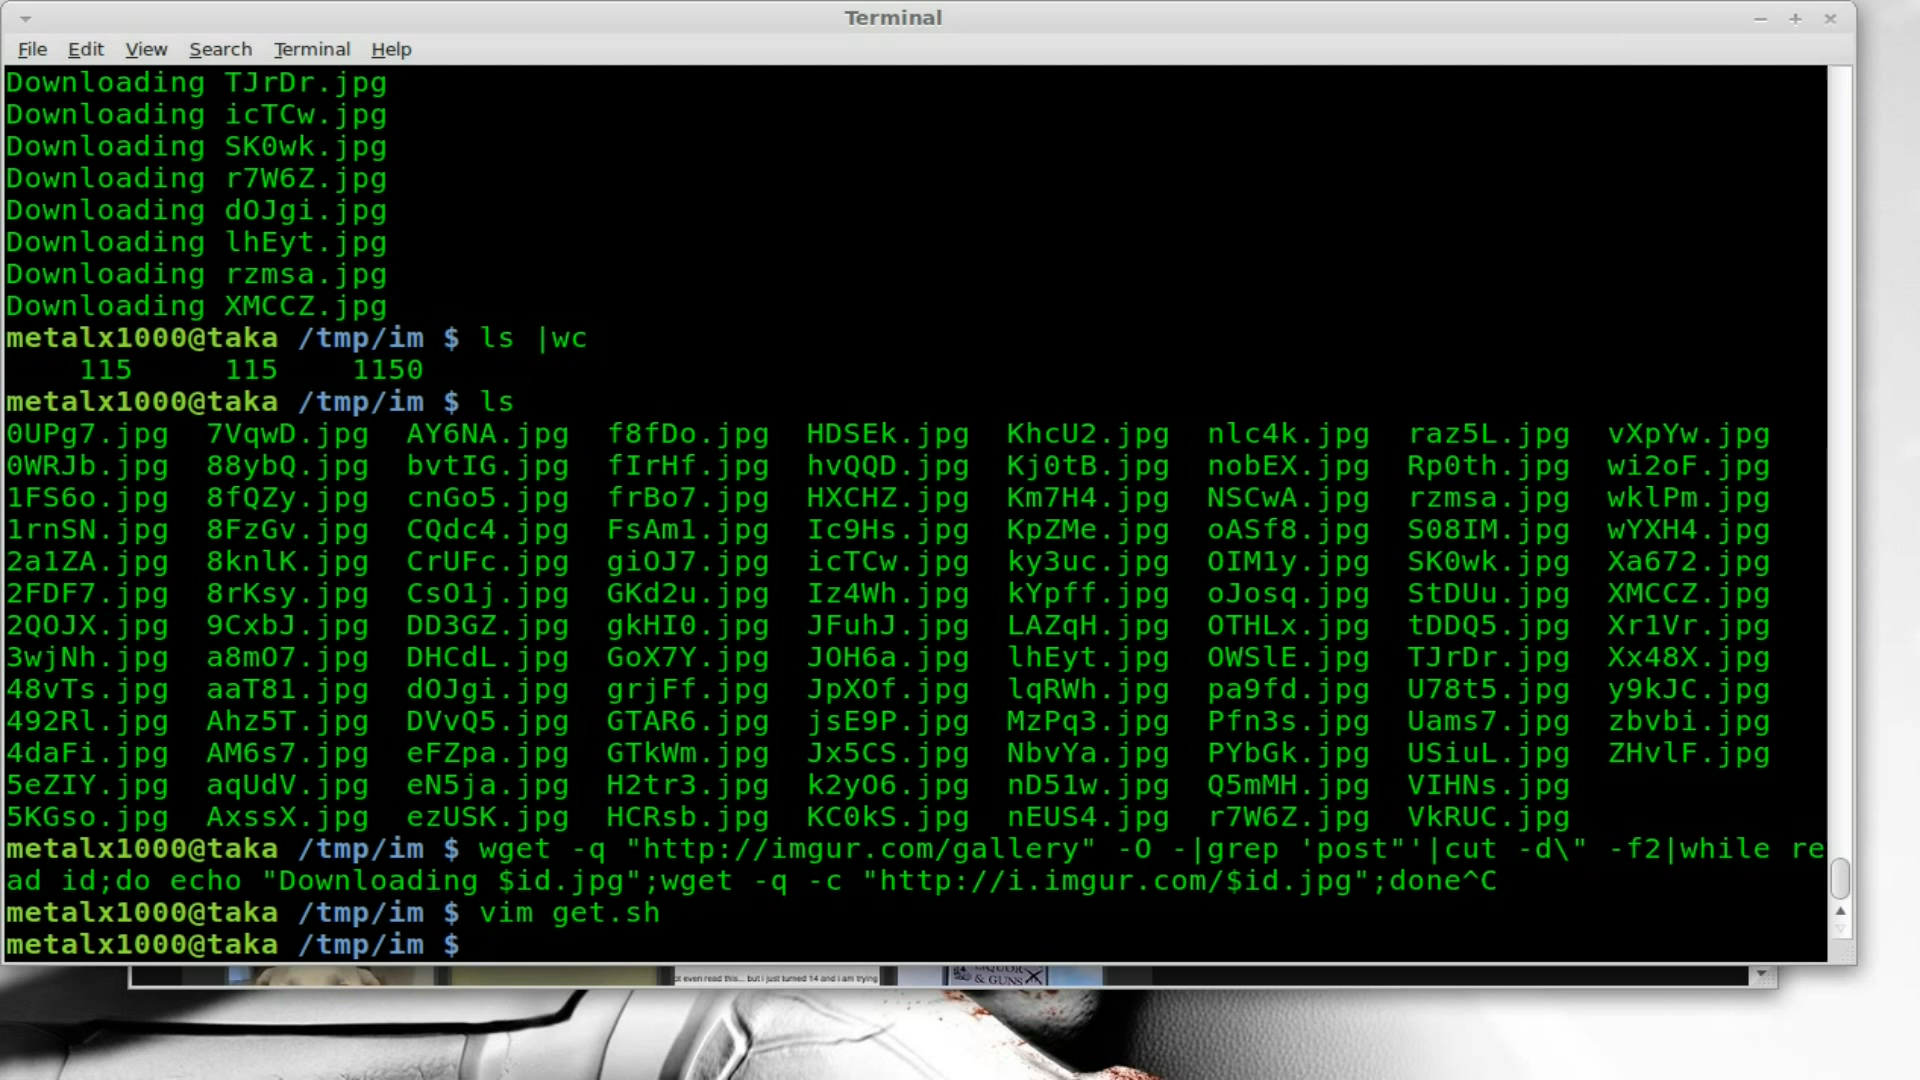 Terminal
File Edit View Search Terminal Help
Downloading TJrDr.jpg
Downloading icTCw.jpg
Downloading SK0wk.jpg
Downloading r7W6Z.jpg
Downloading dOJgi.jpg
Downloading lhEyt.jpg
Downloading rzmsa.jpg
Downloading XMCCZ.jpg
metalx1000@taka /tmp/im $ ls |wc
    115     115    1150
metalx1000@taka /tmp/im $ ls
0UPg7.jpg  7VqwD.jpg  AY6NA.jpg  f8fDo.jpg  HDSEk.jpg  KhcU2.jpg  nlc4k.jpg  raz5L.jpg  vXpYw.jpg
0WRJb.jpg  88ybQ.jpg  bvtIG.jpg  fIrHf.jpg  hvQQD.jpg  Kj0tB.jpg  nobEX.jpg  Rp0th.jpg  wi2oF.jpg
1FS6o.jpg  8fQZy.jpg  cnGo5.jpg  frBo7.jpg  HXCHZ.jpg  Km7H4.jpg  NSCwA.jpg  rzmsa.jpg  wklPm.jpg
1rnSN.jpg  8FzGv.jpg  CQdc4.jpg  FsAm1.jpg  Ic9Hs.jpg  KpZMe.jpg  oASf8.jpg  S08IM.jpg  wYXH4.jpg
2a1ZA.jpg  8knlK.jpg  CrUFc.jpg  giOJ7.jpg  icTCw.jpg  ky3uc.jpg  OIM1y.jpg  SK0wk.jpg  Xa672.jpg
2FDF7.jpg  8rKsy.jpg  CsO1j.jpg  GKd2u.jpg  Iz4Wh.jpg  kYpff.jpg  oJosq.jpg  StDUu.jpg  XMCCZ.jpg
2QOJX.jpg  9CxbJ.jpg  DD3GZ.jpg  gkHI0.jpg  JFuhJ.jpg  LAZqH.jpg  OTHLx.jpg  tDDQ5.jpg  Xr1Vr.jpg
3wjNh.jpg  a8mO7.jpg  DHCdL.jpg  GoX7Y.jpg  JOH6a.jpg  lhEyt.jpg  OWSlE.jpg  TJrDr.jpg  Xx48X.jpg
48vTs.jpg  aaT81.jpg  dOJgi.jpg  grjFf.jpg  JpXOf.jpg  lqRWh.jpg  pa9fd.jpg  U78t5.jpg  y9kJC.jpg
492Rl.jpg  Ahz5T.jpg  DVvQ5.jpg  GTAR6.jpg  jsE9P.jpg  MzPq3.jpg  Pfn3s.jpg  Uams7.jpg  zbvbi.jpg
4daFi.jpg  AM6s7.jpg  eFZpa.jpg  GTkWm.jpg  Jx5CS.jpg  NbvYa.jpg  PYbGk.jpg  USiuL.jpg  ZHvlF.jpg
5eZIY.jpg  aqUdV.jpg  eN5ja.jpg  H2tr3.jpg  k2yO6.jpg  nD51w.jpg  Q5mMH.jpg  VIHNs.jpg
5KGso.jpg  AxssX.jpg  ezUSK.jpg  HCRsb.jpg  KC0kS.jpg  nEUS4.jpg  r7W6Z.jpg  VkRUC.jpg
metalx1000@taka /tmp/im $ wget -q "http://imgur.com/gallery" -O -|grep 'post"'|cut -d\" -f2|while re
ad id;do echo "Downloading $id.jpg";wget -q -c "http://i.imgur.com/$id.jpg";done^C
metalx1000@taka /tmp/im $ vim get.sh
metalx1000@taka /tmp/im $
even read this... but i just turned 14 and i am trying
LIQUOR
& GUNS